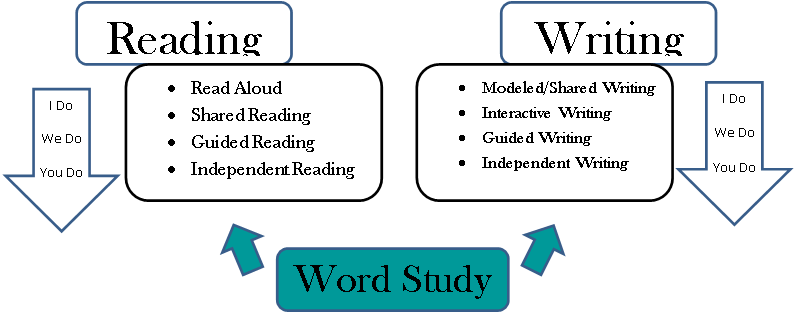 Reading
Writing
I Do
We Do
You Do
• Read Aloud
• Shared Reading
• Guided Reading
• Independent Reading
• Modeled/Shared Writing
• Interactive Writing
• Guided Writing
• Independent Writing
I Do
We Do
You Do
Word Study